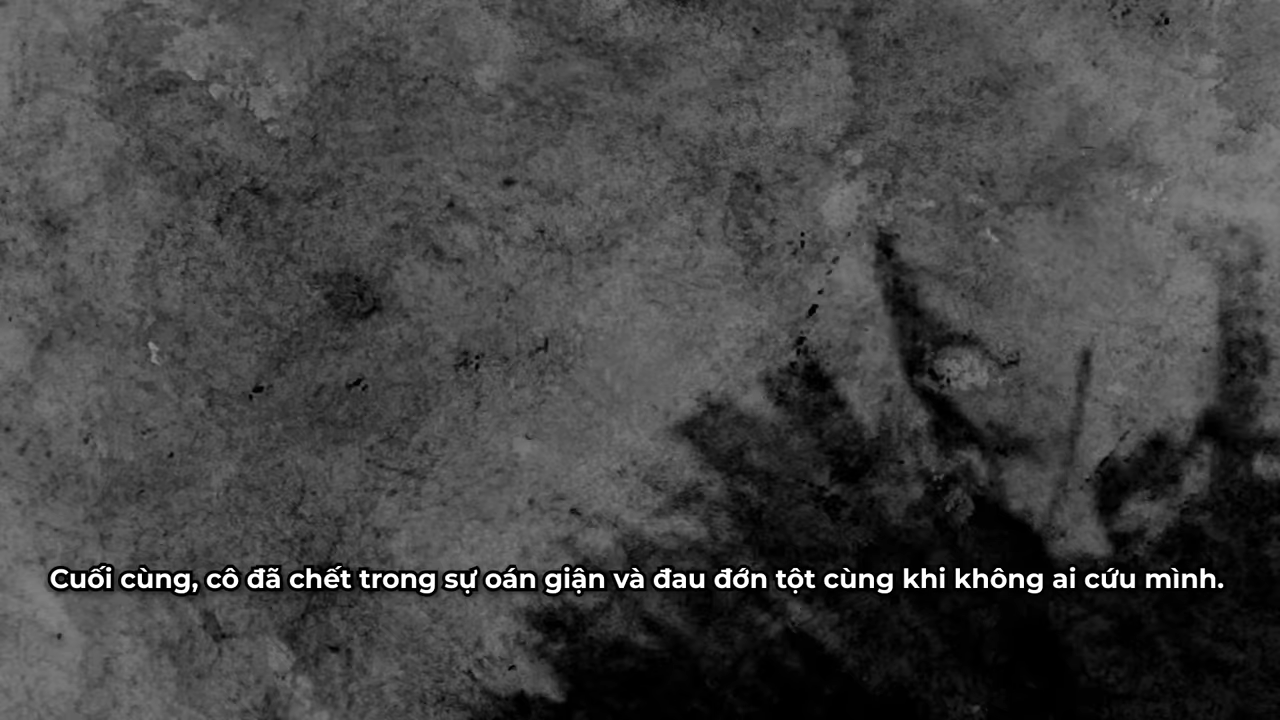 Cuối cùng, cô đã chết trong sự oán giận và đau đớn tột cùng khi không ai cứu mình.